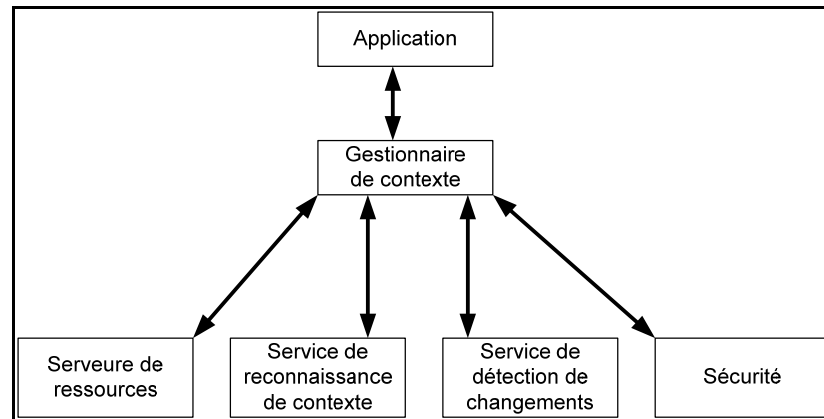 Application
Gestionnaire
de contexte
Serveure de
ressources
Service de
reconnaissance
de contexte
Service de
détection de
changements
Sécurité